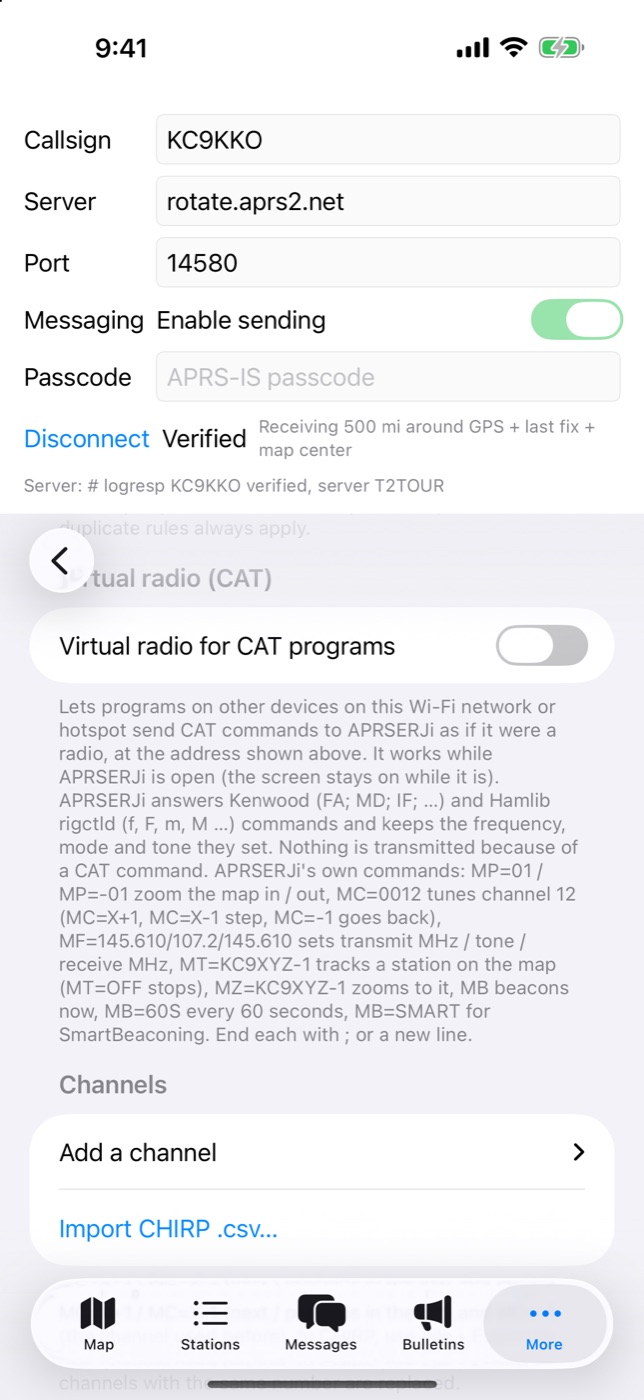 9:41
Callsign KC9KKO
Server rotate.aprs2.net
Port 14580
Messaging Enable sending
Passcode APRS-IS passcode
Disconnect Verified Receiving 500 mi around GPS + last fix +
map center
Server: # logresp KC9KKO verified, server T2TOUR
duplicate rules always apply.
Virtual radio (CAT)
Virtual radio for CAT programs
Lets programs on other devices on this Wi-Fi network or
hotspot send CAT commands to APRSERJi as if it were a
radio, at the address shown above. It works while
APRSERJi is open (the screen stays on while it is).
APRSERJi answers Kenwood (FA; MD; IF; ...) and Hamlib
rigctld (f, F, m, M ...) commands and keeps the frequency,
mode and tone they set. Nothing is transmitted because of
a CAT command. APRSERJi's own commands: MP=01 /
MP=-01 zoom the map in / out, MC=0012 tunes channel 12
(MC=X+1, MC=X-1 step, MC=-1 goes back),
MF=145.610/107.2/145.610 sets transmit MHz / tone /
receive MHz, MT=KC9XYZ-1 tracks a station on the map
(MT=OFF stops), MZ=KC9XYZ-1 zooms to it, MB beacons
now, MB=60S every 60 seconds, MB=SMART for
SmartBeaconing. End each with ; or a new line.
Channels
Add a channel
Import CHIRP .csv...
Map Stations Messages Bulletins More
channels with the same number are replaced.